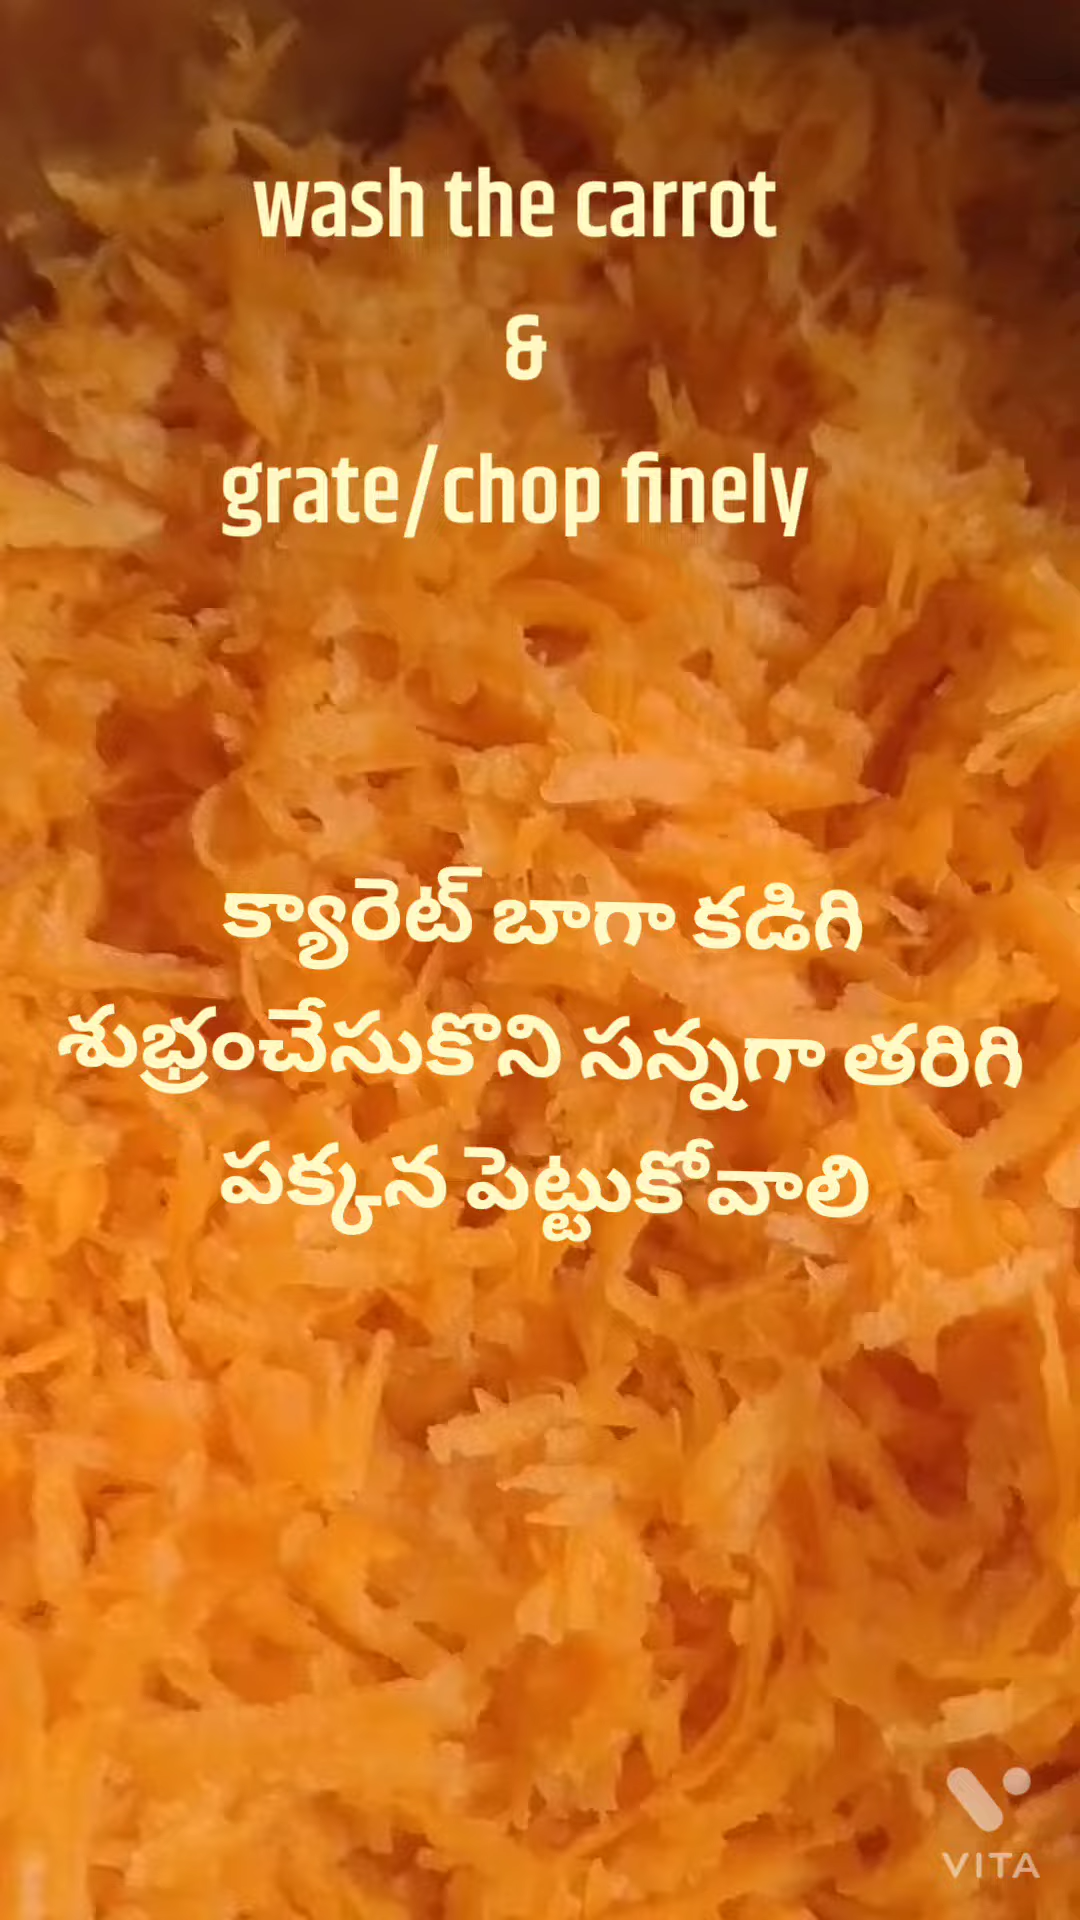 wash the carrot
&
grate/chop finely
క్యారెట్ బాగా కడిగి
శుభ్రంచేసుకొని సన్నగా తరిగి
పక్కన పెట్టుకోవాలి
VITA